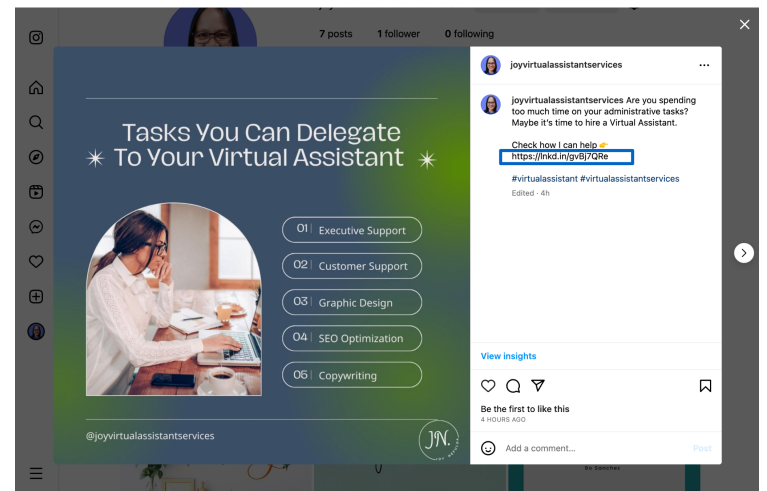 7 posts 1 follower 0 following
joyvirtualassistantservices
joyvirtualassistantservices Are you spending
too much time on your administrative tasks?
Maybe it's time to hire a Virtual Assistant.
Check how I can help 👉
https://lnkd.in/gvBj7QRe
#virtualassistant #virtualassistantservices
Edited · 4h
Tasks You Can Delegate
To Your Virtual Assistant
01 | Executive Support
02 | Customer Support
03 | Graphic Design
04 | SEO Optimization
05 | Copywriting
@joyvirtualassistantservices
JN.
View insights
Be the first to like this
4 HOURS AGO
Add a comment...
Post
Bo Sanchez